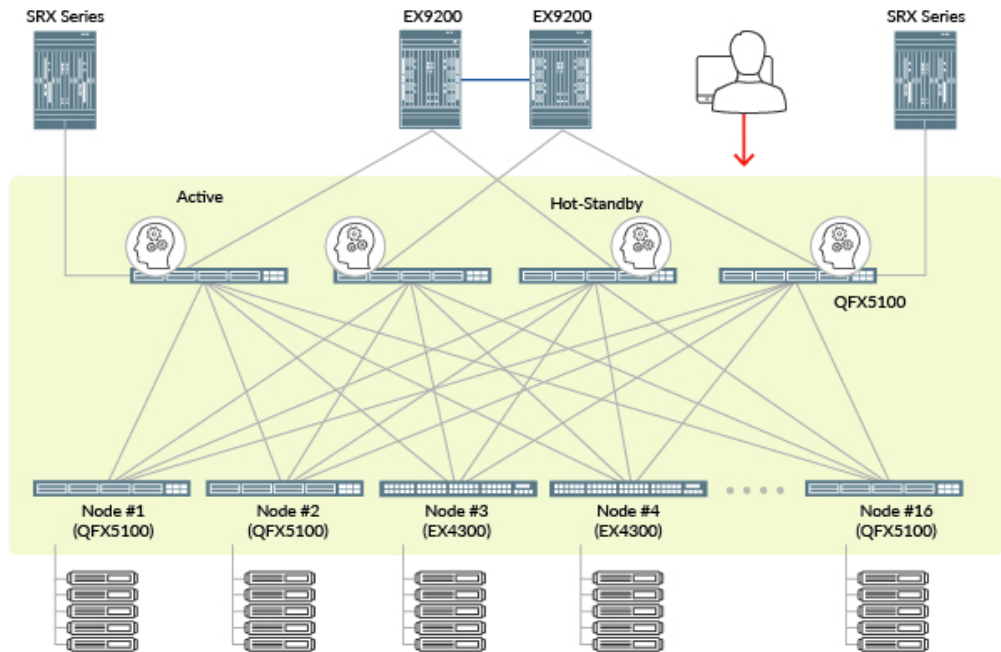 SRX Series
EX9200
EX9200
SRX Series
Active
Hot-Standby
QFX5100
Node #1
(QFX5100)
Node #2
(QFX5100)
Node #3
(EX4300)
Node #4
(EX4300)
Node #16
(QFX5100)